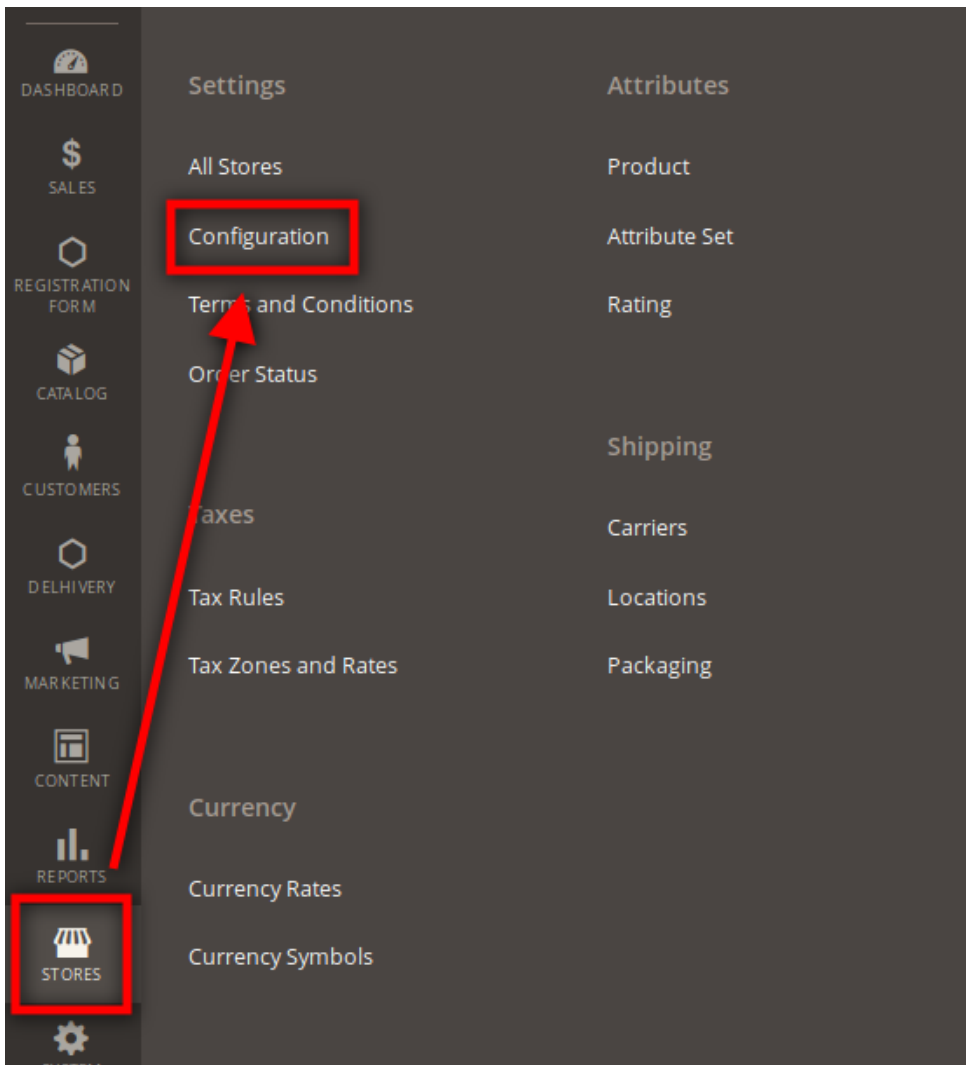 DASHBOARD
$
SALES
REGISTRATION
FORM
CATALOG
CUSTOMERS
DELHIVERY
MARKETING
CONTENT
REPORTS
STORES
Settings
All Stores
Configuration
Terms and Conditions
Order Status
Taxes
Tax Rules
Tax Zones and Rates
Currency
Currency Rates
Currency Symbols
Attributes
Product
Attribute Set
Rating
Shipping
Carriers
Locations
Packaging